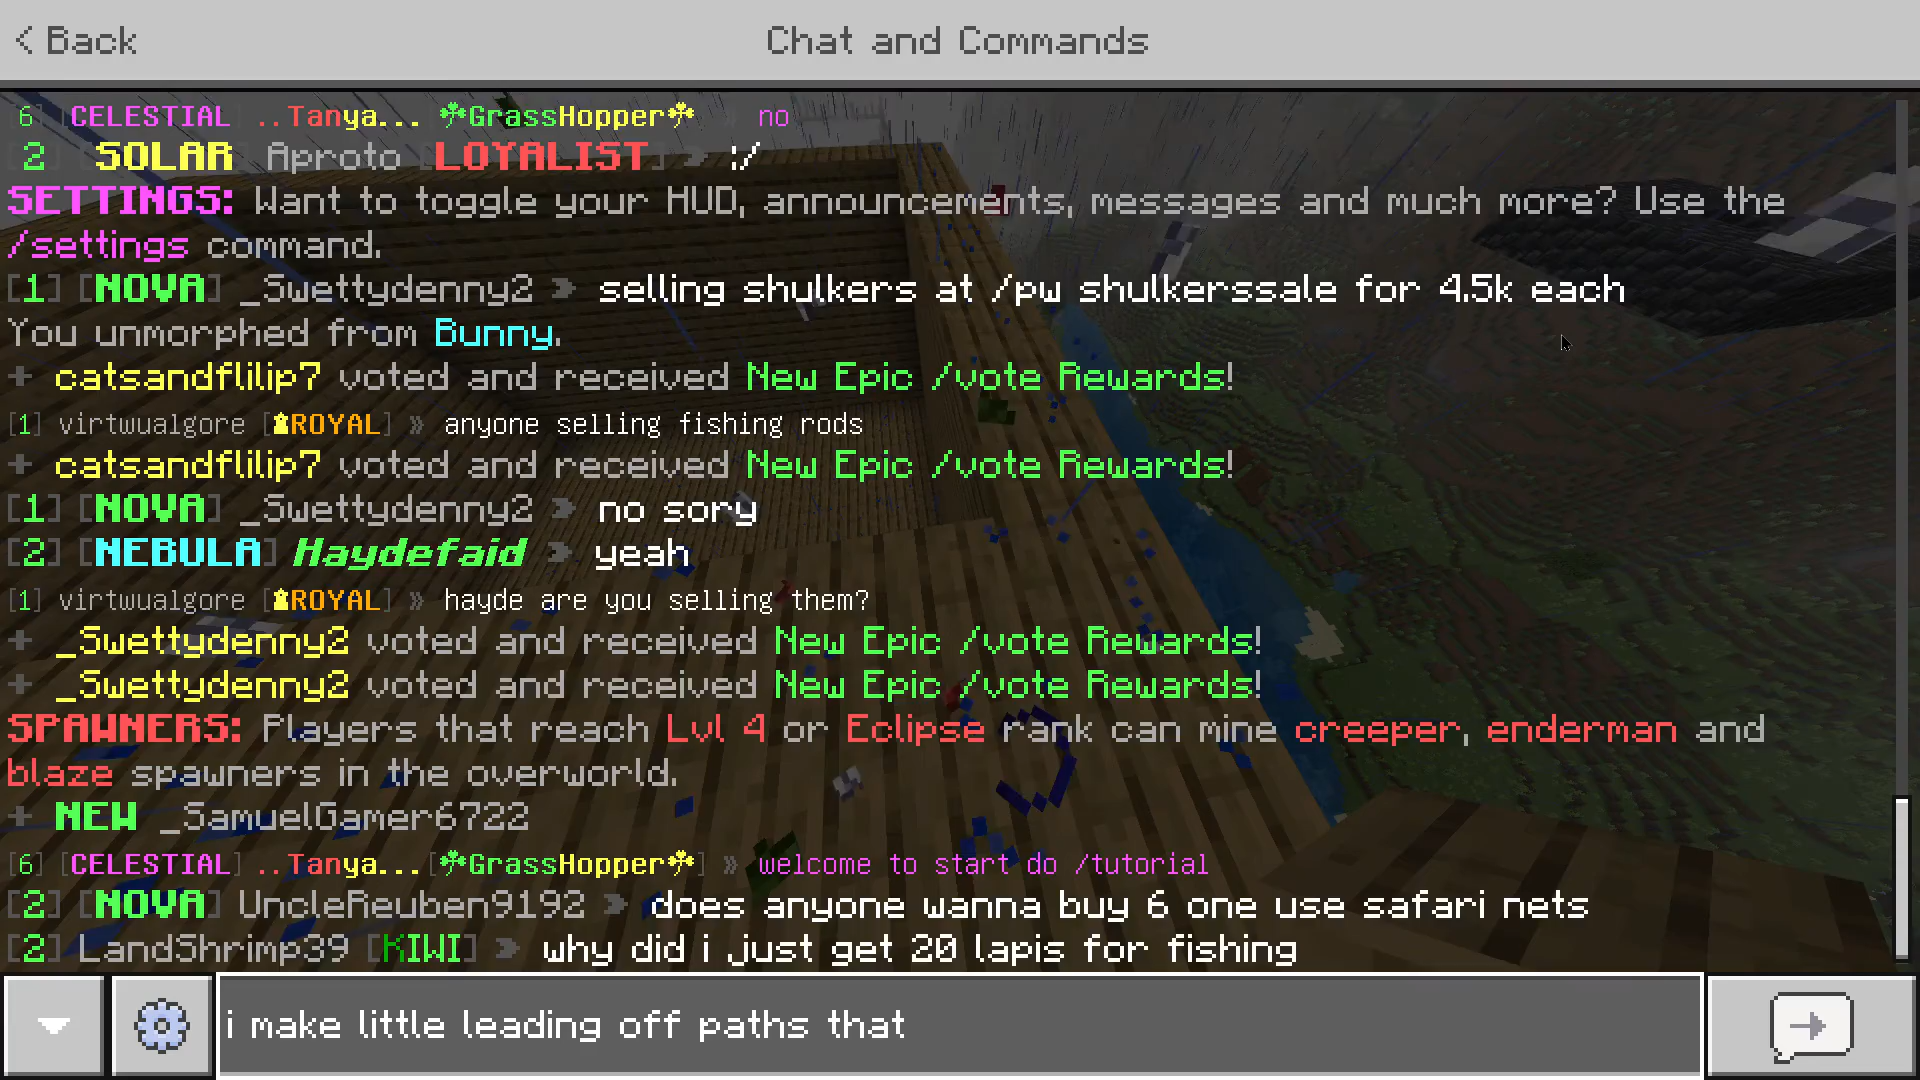 < Back
Chat and Commands
[6] [CELESTIAL] ..Tanya...[☘GrassHopper☘] » no
[2] [SOLAR] Aproto [LOYALIST] » :/
SETTINGS: Want to toggle your HUD, announcements, messages and much more? Use the
/settings command.
[1] [NOVA] _Swettydenny2 » selling shulkers at /pw shulkerssale for 4.5k each
You unmorphed from Bunny.
+ catsandflilip7 voted and received New Epic /vote Rewards!
[1] virtwualgore [ROYAL] » anyone selling fishing rods
+ catsandflilip7 voted and received New Epic /vote Rewards!
[1] [NOVA] _Swettydenny2 » no sory
[2] [NEBULA] Haydefaid » yeah
[1] virtwualgore [ROYAL] » hayde are you selling them?
+ _Swettydenny2 voted and received New Epic /vote Rewards!
+ _Swettydenny2 voted and received New Epic /vote Rewards!
SPAWNERS: Players that reach Lvl 4 or Eclipse rank can mine creeper, enderman and
blaze spawners in the overworld.
+ NEW _SamuelGamer6722
[6] [CELESTIAL] ..Tanya...[☘GrassHopper☘] » welcome to start do /tutorial
[2] [NOVA] UncleReuben9192 » does anyone wanna buy 6 one use safari nets
[2] LandShrimp39 [KIWI] » why did i just get 20 lapis for fishing
i make little leading off paths that